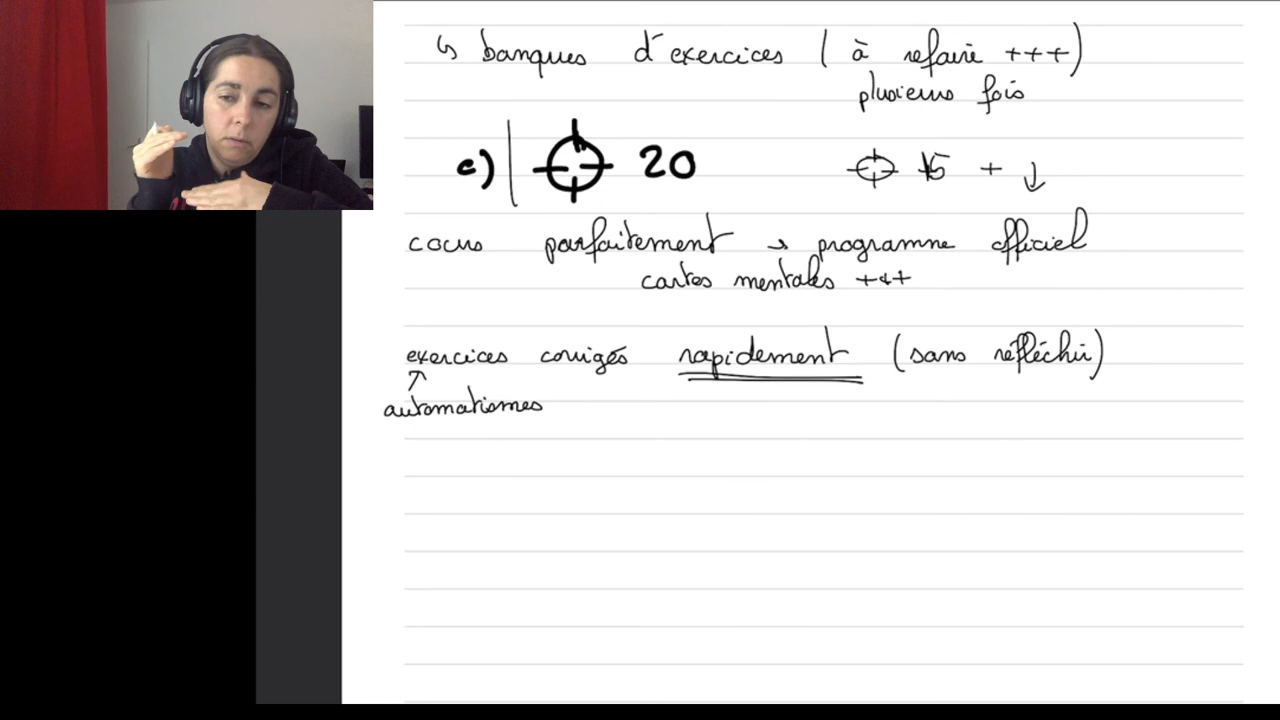 ↳ banques d'exercices ( à refaire +++)
plusieurs fois
c) 20 15 + ↓
cours parfaitement → programme officiel
cartes mentales +++
exercices corrigés rapidement (sans réfléchir)
↑
automatismes